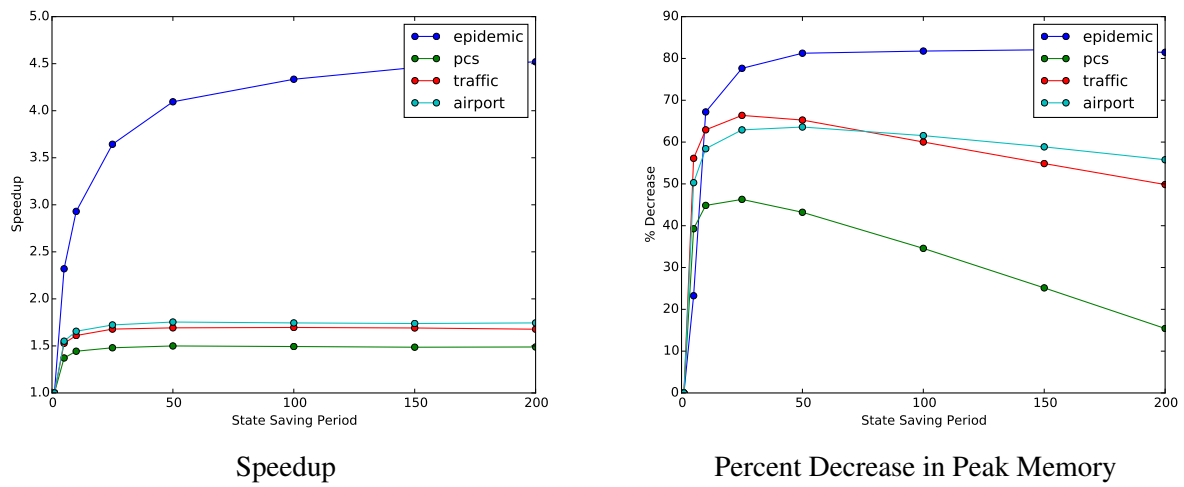 5.0
4.5
4.0
3.5
3.0
2.5
2.0
1.5
1.0
Speedup
0 50 100 150 200
State Saving Period
epidemic
pcs
traffic
airport
Speedup
90
80
70
60
50
40
30
20
10
0
% Decrease
0 50 100 150 200
State Saving Period
epidemic
pcs
traffic
airport
Percent Decrease in Peak Memory